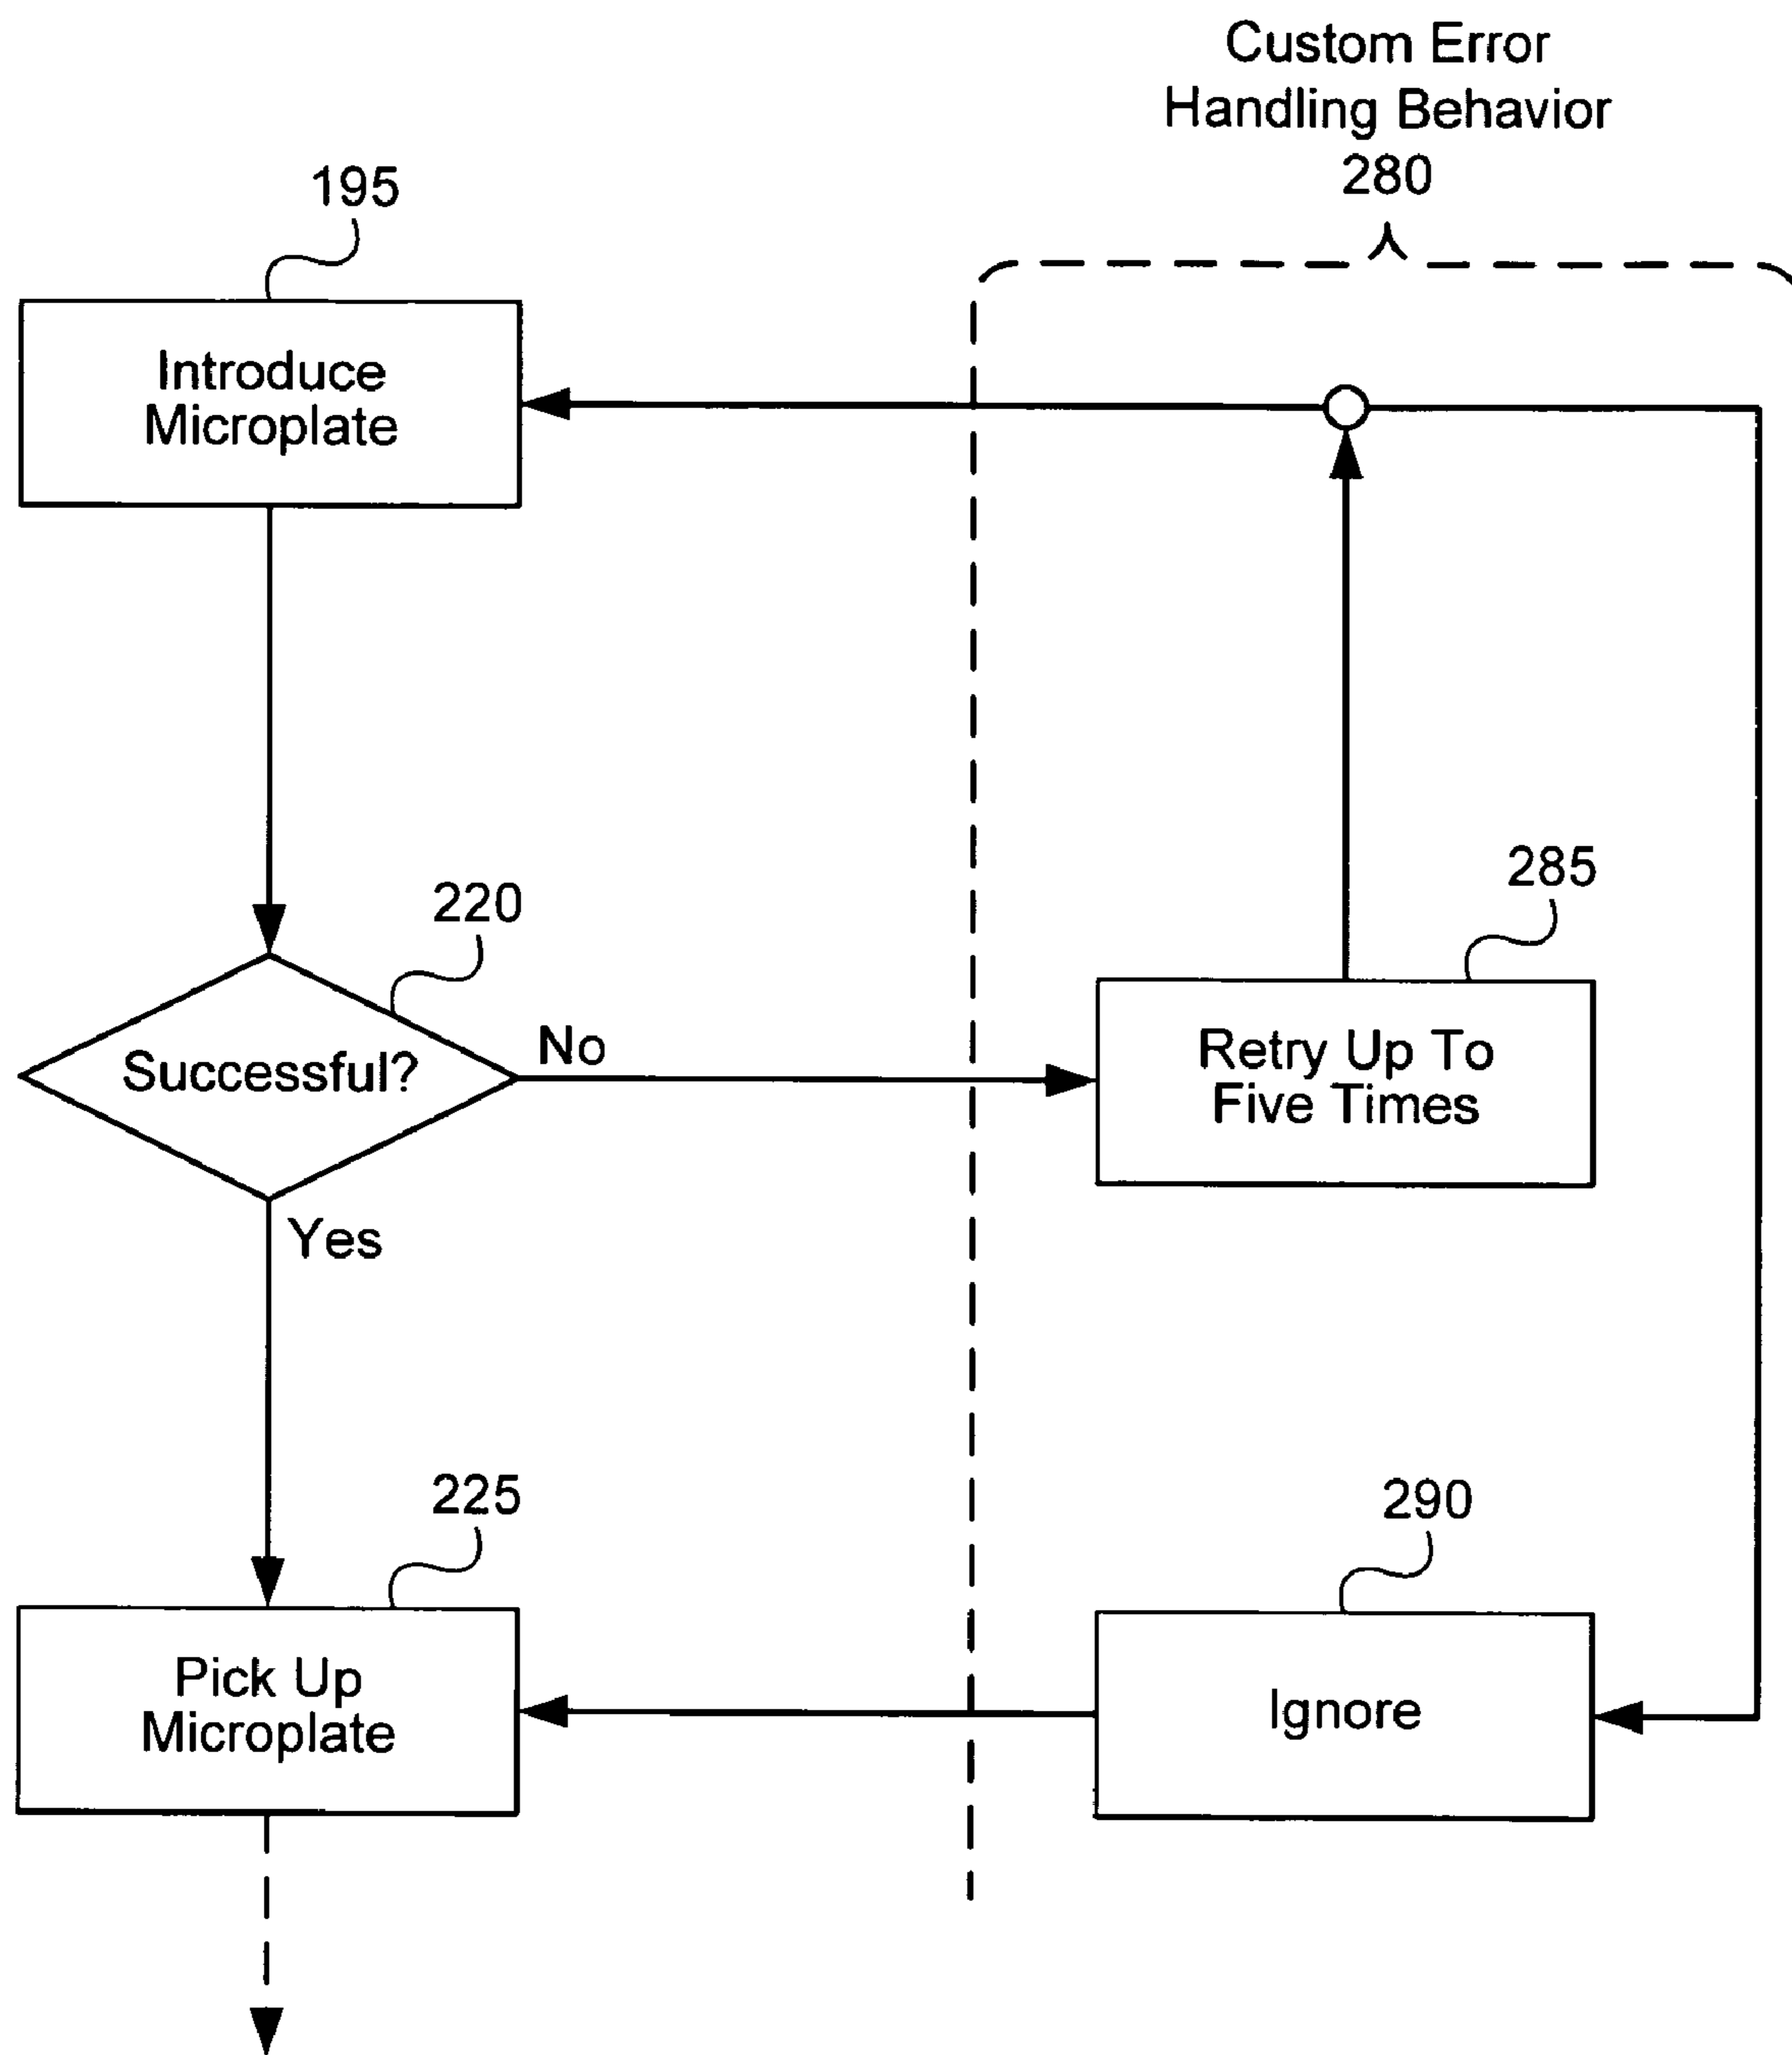 Custom Error
Handling Behavior
280
195
Introduce
Microplate
285
220
Successful?
No
Retry Up To
Five Times
Yes
225
290
Pick Up
Microplate
Ignore